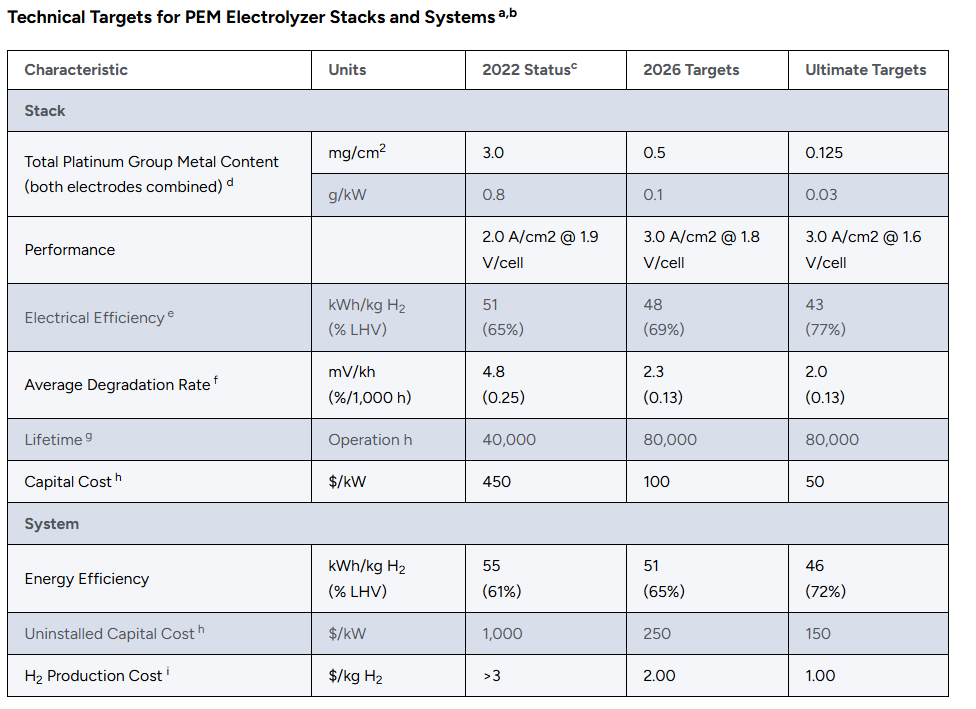 Technical Targets for PEM Electrolyzer Stacks and Systems a,b
Characteristic Units 2022 Status c 2026 Targets Ultimate Targets
Stack
Total Platinum Group Metal Content
(both electrodes combined) d
mg/cm2 3.0 0.5 0.125
g/kW 0.8 0.1 0.03
Performance
2.0 A/cm2 @ 1.9
V/cell
3.0 A/cm2 @ 1.8
V/cell
3.0 A/cm2 @ 1.6
V/cell
Electrical Efficiency e
kWh/kg H2
(% LHV)
51
(65%)
48
(69%)
43
(77%)
Average Degradation Rate f
mV/kh
(%/1,000 h)
4.8
(0.25)
2.3
(0.13)
2.0
(0.13)
Lifetime g Operation h 40,000 80,000 80,000
Capital Cost h $/kW 450 100 50
System
Energy Efficiency
kWh/kg H2
(% LHV)
55
(61%)
51
(65%)
46
(72%)
Uninstalled Capital Cost h $/kW 1,000 250 150
H2 Production Cost i $/kg H2 >3 2.00 1.00